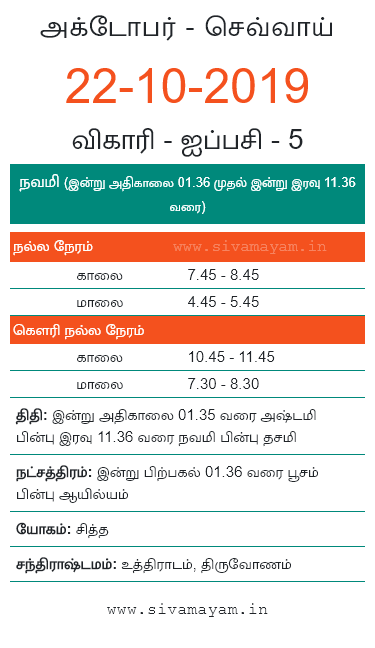 அக்டோபர் - செவ்வாய்
22-10-2019
விகாரி - ஐப்பசி - 5
நவமி (இன்று அதிகாலை 01.36 முதல் இன்று இரவு 11.36
வரை)
நல்ல நேரம் www.sivamayam.in
காலை 7.45 - 8.45
மாலை 4.45 - 5.45
கௌரி நல்ல நேரம்
காலை 10.45 - 11.45
மாலை 7.30 - 8.30
திதி: இன்று அதிகாலை 01.35 வரை அஷ்டமி
பின்பு இரவு 11.36 வரை நவமி பின்பு தசமி
நட்சத்திரம்: இன்று பிற்பகல் 01.36 வரை பூசம்
பின்பு ஆயில்யம்
யோகம்: சித்த
சந்திராஷ்டமம்: உத்திராடம், திருவோணம்
www.sivamayam.in